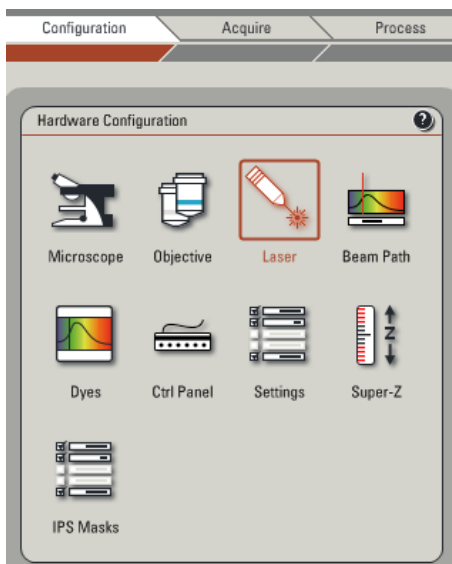 Configuration Acquire Process
Hardware Configuration ?
Microscope Objective Laser Beam Path
Z
Dyes Ctrl Panel Settings Super-Z
IPS Masks